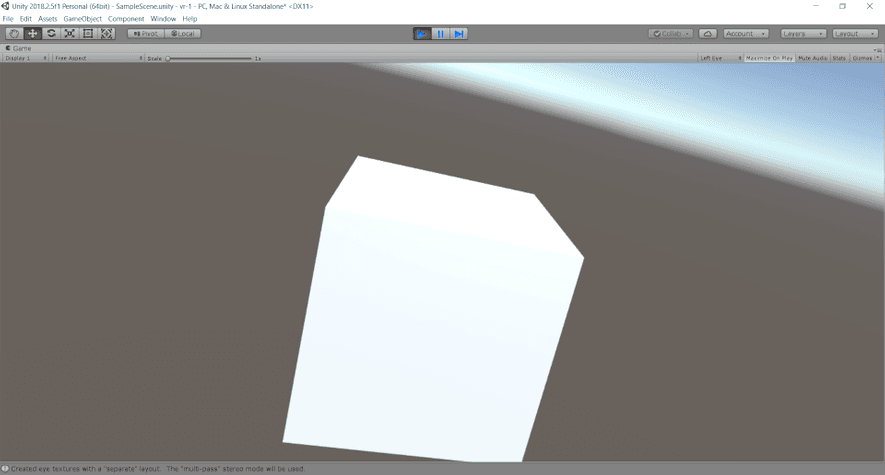 Unity 2018.2.5f1 Personal (64bit) - SampleScene.unity - vr-1 - PC, Mac & Linux Standalone* <DX11>
File Edit Assets GameObject Component Window Help
Pivot Local Collab Account Layers Layout
Game
Display 1 Free Aspect Scale 1x Left Eye Maximize On Play Mute Audio Stats Gizmos
Created eye textures with a "separate" layout. The "multi-pass" stereo mode will be used.